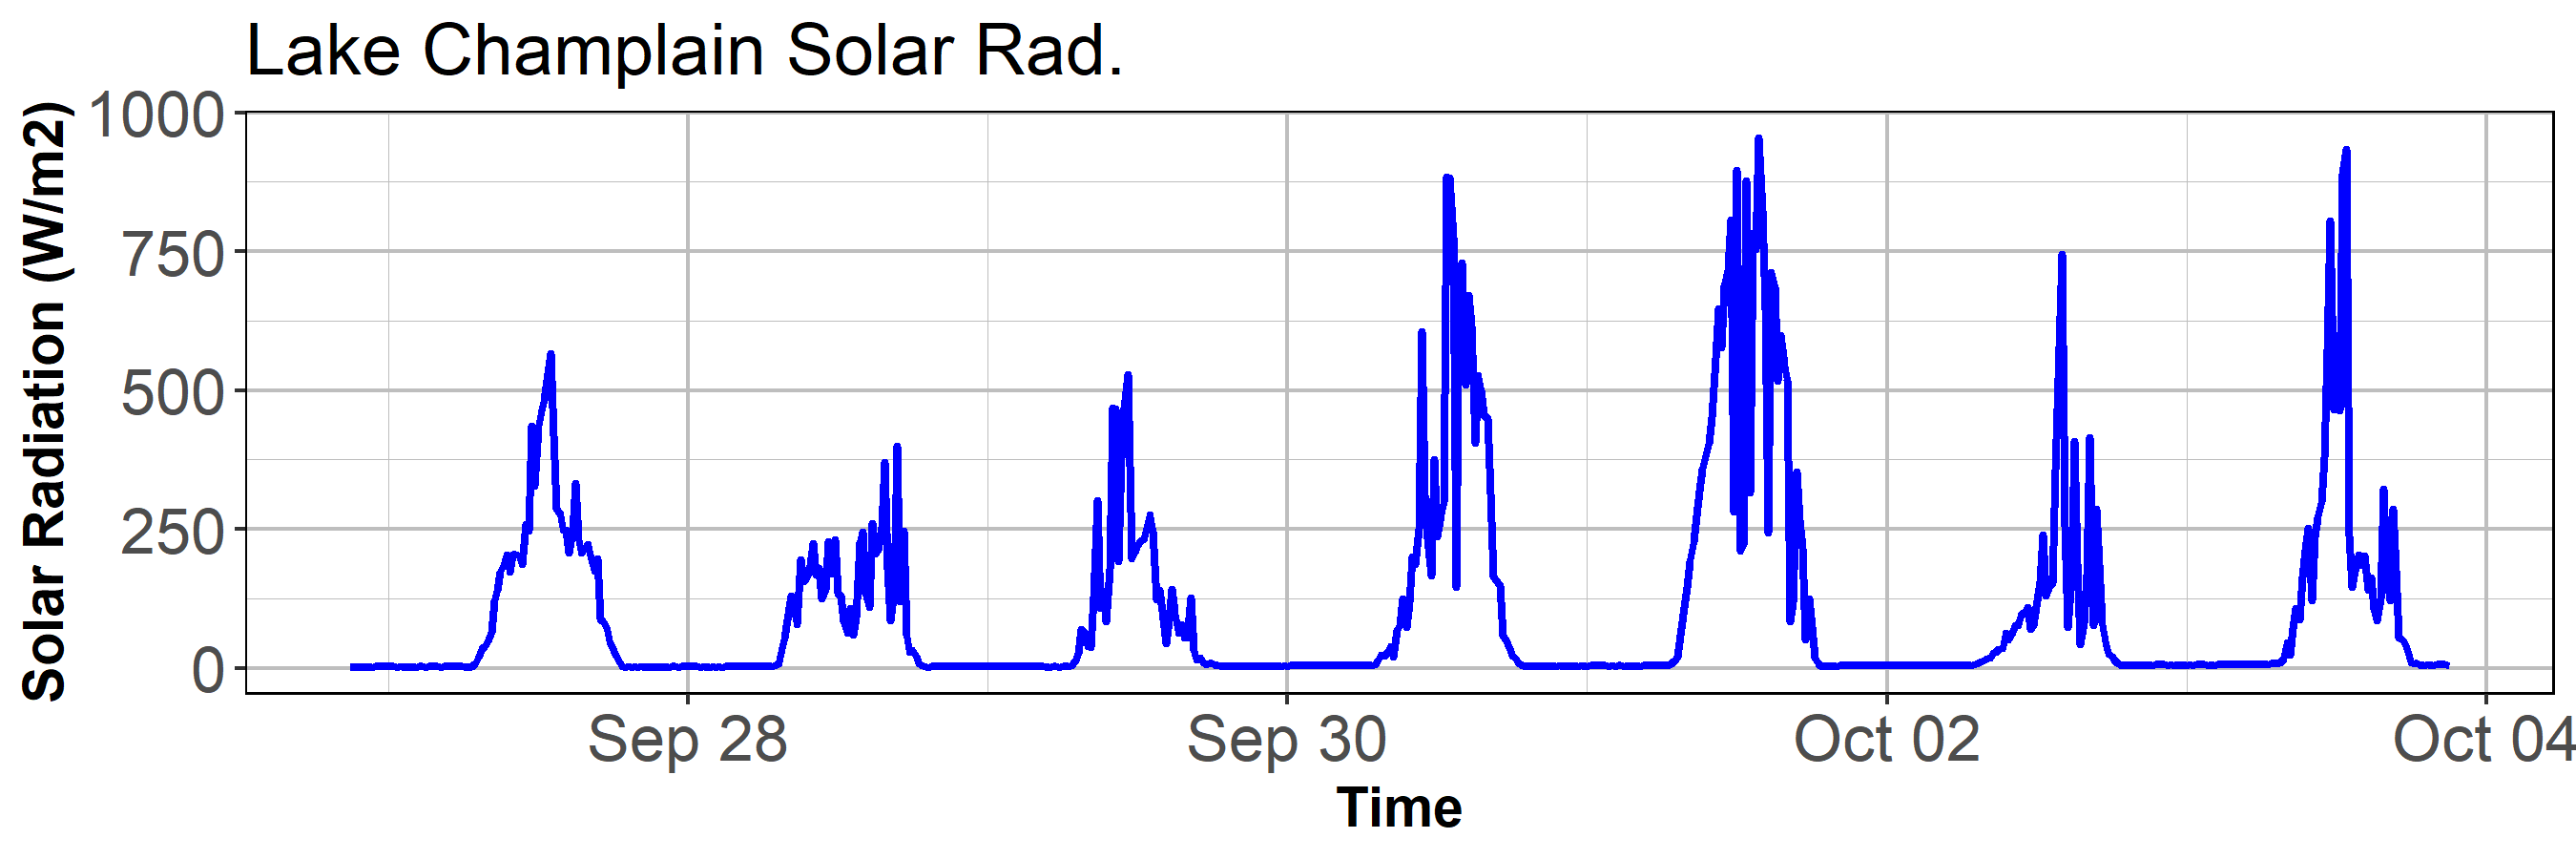 Lake Champlain Solar Rad.
Solar Radiation (W/m2)
1000
750
500
250
0
Sep 28
Sep 30
Oct 02
Oct 04
Time